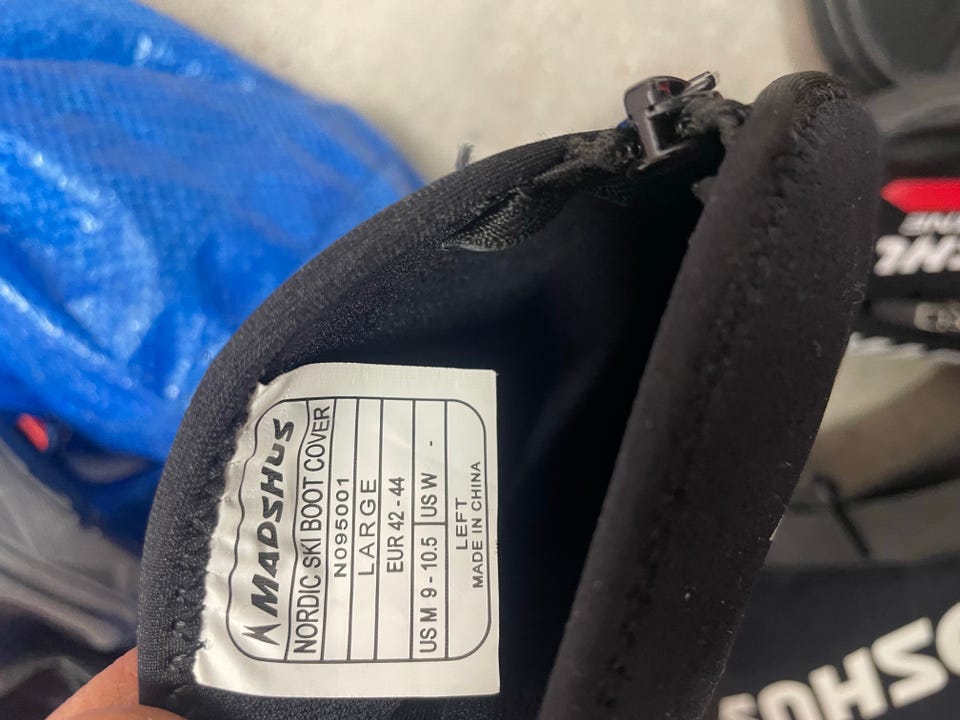 MADSHUS
NORDIC SKI BOOT COVER
N095001
LARGE
EUR 42 - 44
US M 9 - 10.5 US W -
LEFT
MADE IN CHINA